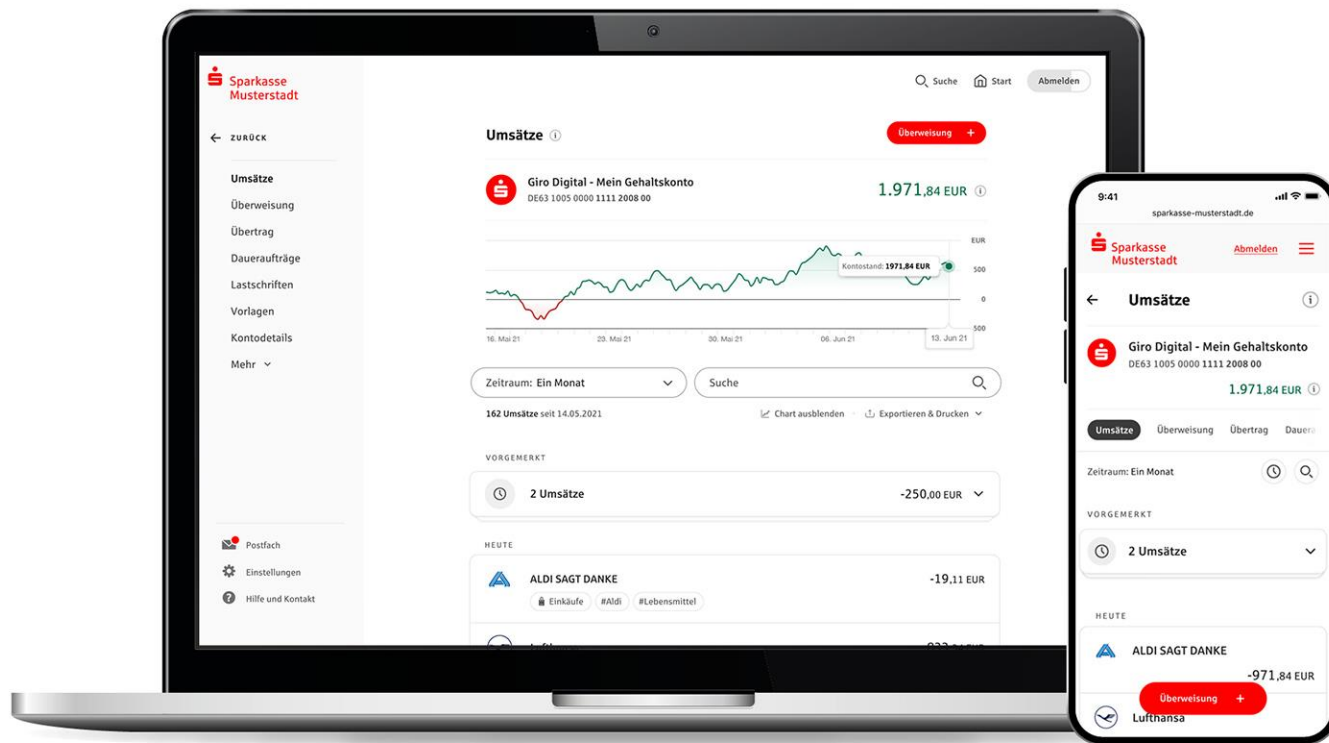 Sparkasse
Musterstadt
Suche
Start
Abmelden
ZURÜCK
Umsätze
Überweisung
Übertrag
Daueraufträge
Lastschriften
Vorlagen
Kontodetails
Mehr
Postfach
Einstellungen
Hilfe und Kontakt
Umsätze
Überweisung +
Giro Digital - Mein Gehaltskonto
DE63 1005 0000 1111 2008 00
1.971,84 EUR
EUR
Kontostand: 1971,84 EUR
500
0
500
16. Mai 21
23. Mai 21
30. Mai 21
06. Jun 21
13. Jun 21
Zeitraum: Ein Monat
Suche
162 Umsätze seit 14.05.2021
Chart ausblenden
Exportieren & Drucken
VORGEMERKT
2 Umsätze
-250,00 EUR
HEUTE
ALDI SAGT DANKE
-19,11 EUR
Einkäufe
#Aldi
#Lebensmittel
9:41
sparkasse-musterstadt.de
Sparkasse
Musterstadt
Abmelden
Umsätze
Giro Digital - Mein Gehaltskonto
DE63 1005 0000 1111 2008 00
1.971,84 EUR
Umsätze
Überweisung
Übertrag
Dauera
Zeitraum: Ein Monat
VORGEMERKT
2 Umsätze
HEUTE
ALDI SAGT DANKE
-971,84 EUR
Überweisung +
Lufthansa